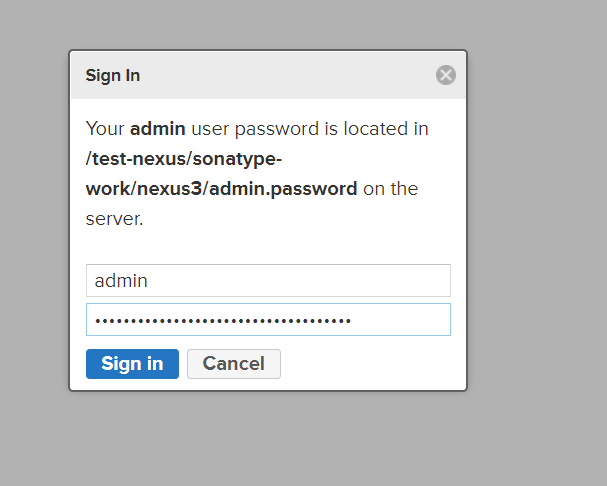 Sign In
Your admin user password is located in
/test-nexus/sonatype-
work/nexus3/admin.password on the
server.
admin
••••••••••••••••••••••••••••••••••••
Sign in
Cancel